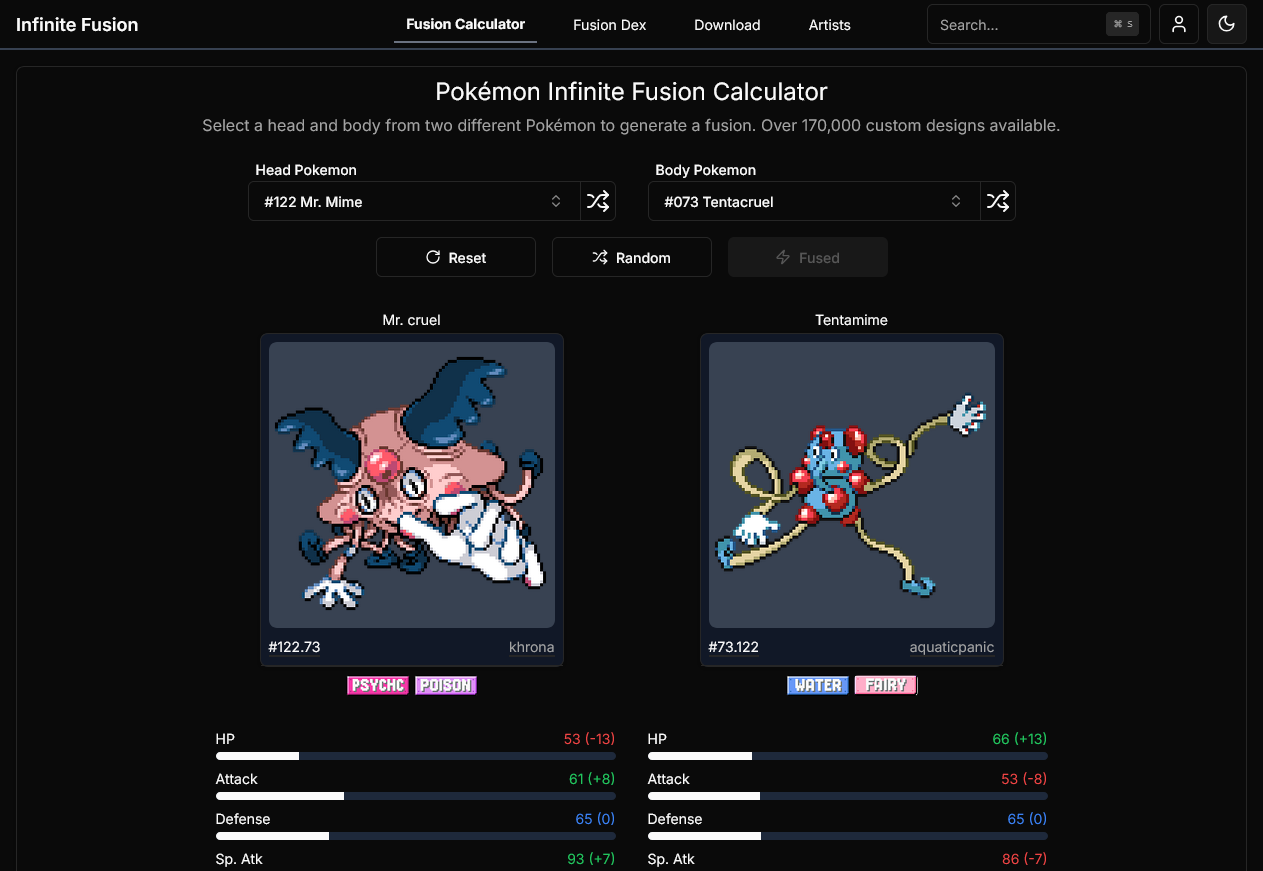 Infinite Fusion
Fusion Calculator
Fusion Dex
Download
Artists
Search...
⌘ S
Pokémon Infinite Fusion Calculator
Select a head and body from two different Pokémon to generate a fusion. Over 170,000 custom designs available.
Head Pokemon
#122 Mr. Mime
Body Pokemon
#073 Tentacruel
Reset
Random
Fused
Mr. cruel
#122.73
khrona
PSYCHC
POISON
Tentamime
#73.122
aquaticpanic
WATER
FAIRY
HP
53 (-13)
Attack
61 (+8)
Defense
65 (0)
Sp. Atk
93 (+7)
HP
66 (+13)
Attack
53 (-8)
Defense
65 (0)
Sp. Atk
86 (-7)